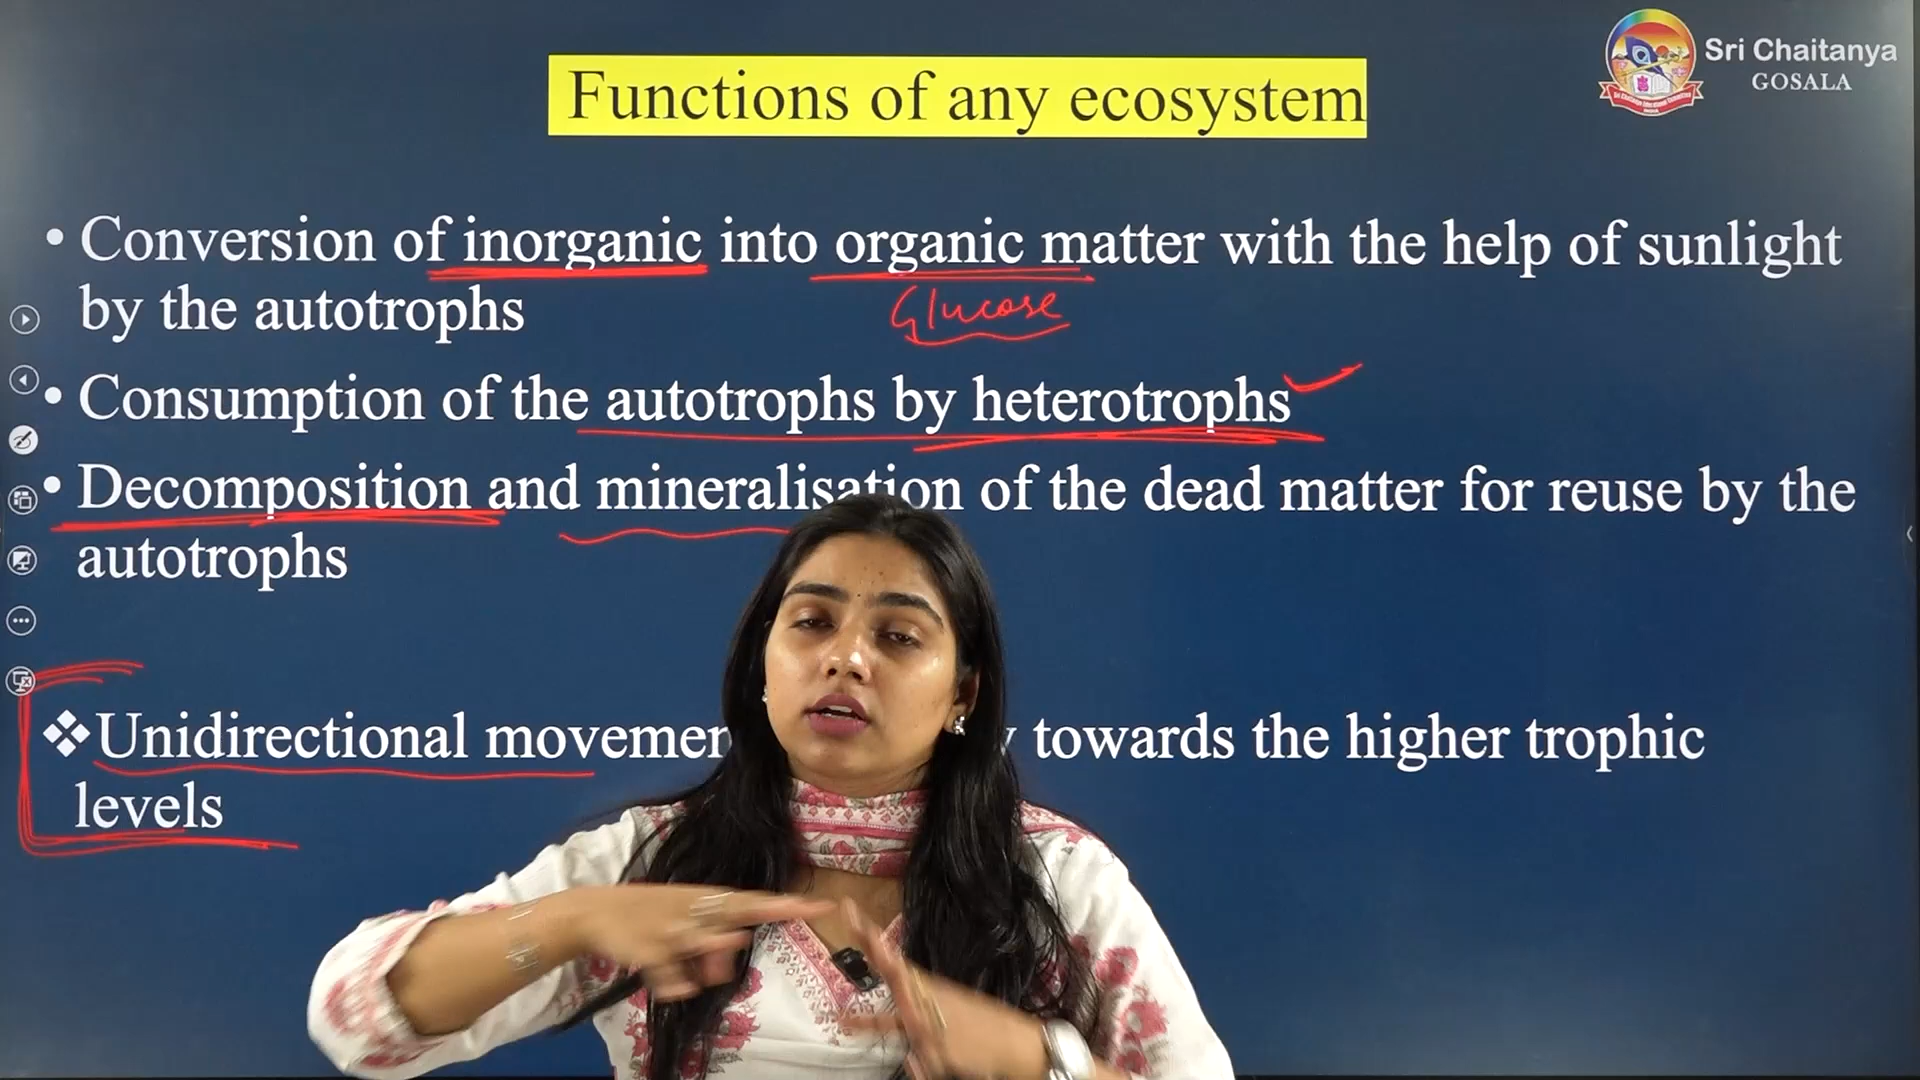 Sri Chaitanya
GOSALA
Functions of any ecosystem
• Conversion of inorganic into organic matter with the help of sunlight
by the autotrophs
Glucose
• Consumption of the autotrophs by heterotrophs
• Decomposition and mineralisation of the dead matter for reuse by the
autotrophs
❖Unidirectional towards the higher trophic
levels